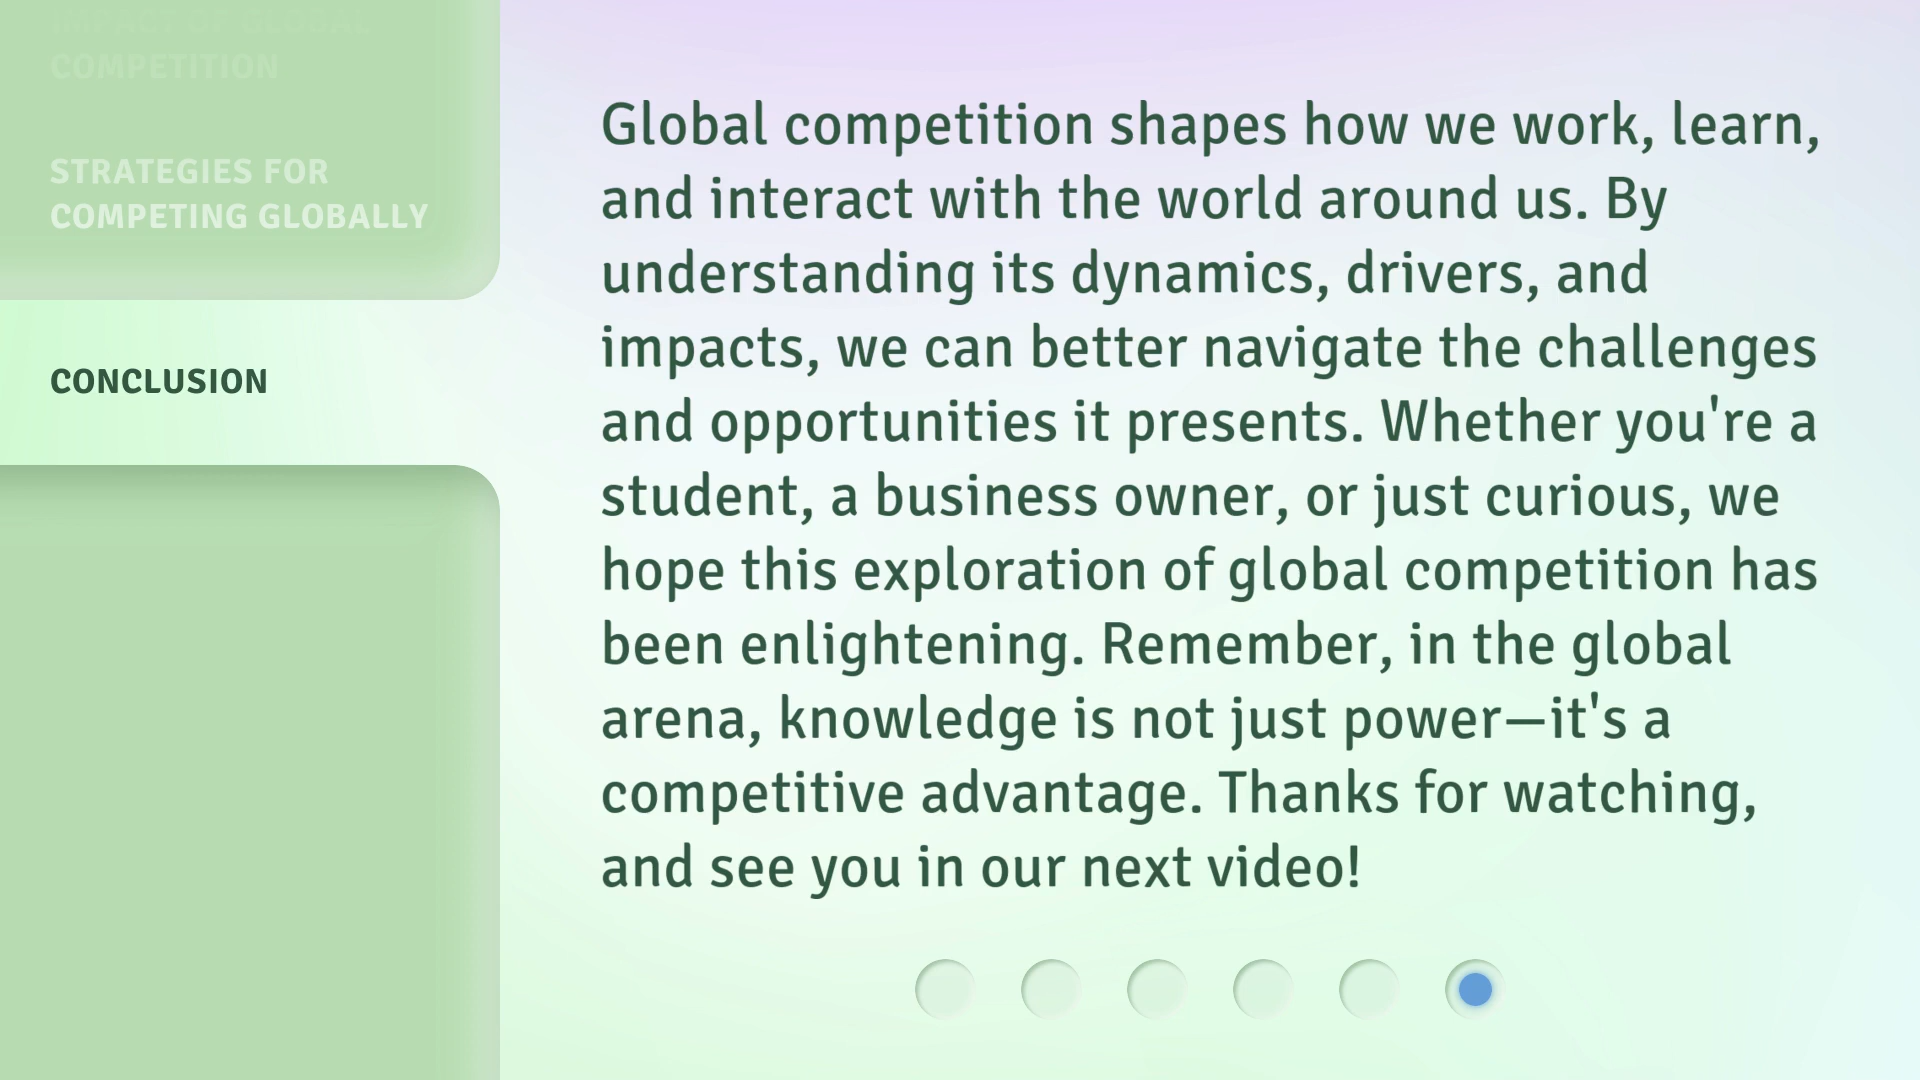 IMPACT OF GLOBAL
COMPETITION
STRATEGIES FOR
COMPETING GLOBALLY
CONCLUSION
Global competition shapes how we work, learn,
and interact with the world around us. By
understanding its dynamics, drivers, and
impacts, we can better navigate the challenges
and opportunities it presents. Whether you're a
student, a business owner, or just curious, we
hope this exploration of global competition has
been enlightening. Remember, in the global
arena, knowledge is not just power—it's a
competitive advantage. Thanks for watching,
and see you in our next video!